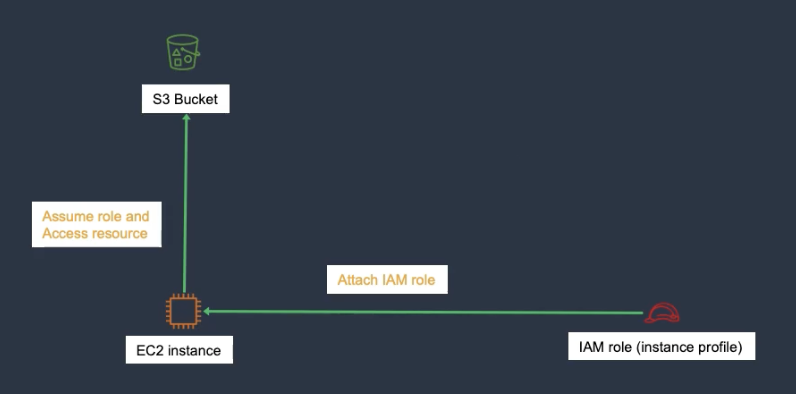 S3 Bucket
Assume role and
Access resource
Attach IAM role
EC2 instance
IAM role (instance profile)